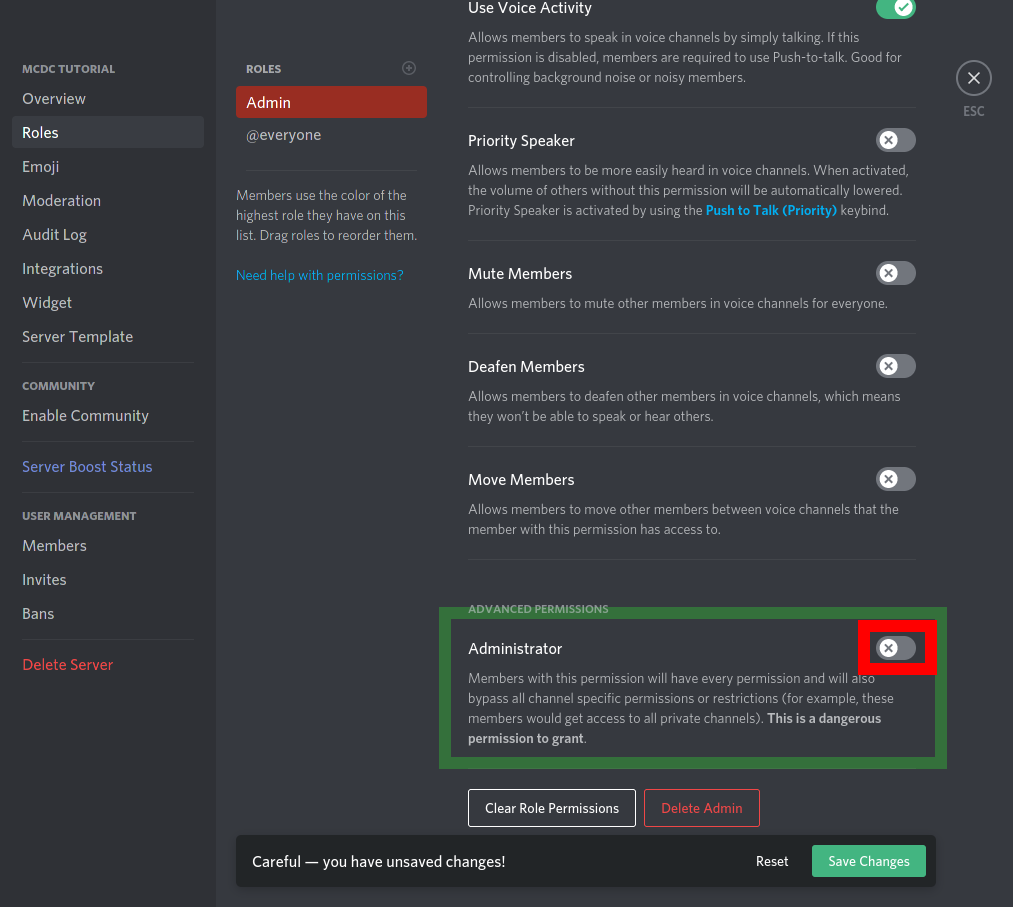 MCDC TUTORIAL
Overview
Roles
Emoji
Moderation
Audit Log
Integrations
Widget
Server Template
COMMUNITY
Enable Community
Server Boost Status
USER MANAGEMENT
Members
Invites
Bans
Delete Server
ROLES
Admin
@everyone
Members use the color of the
highest role they have on this
list. Drag roles to reorder them.
Need help with permissions?
Use Voice Activity
Allows members to speak in voice channels by simply talking. If this
permission is disabled, members are required to use Push-to-talk. Good for
controlling background noise or noisy members.
Priority Speaker
Allows members to be more easily heard in voice channels. When activated,
the volume of others without this permission will be automatically lowered.
Priority Speaker is activated by using the Push to Talk (Priority) keybind.
Mute Members
Allows members to mute other members in voice channels for everyone.
Deafen Members
Allows members to deafen other members in voice channels, which means
they won't be able to speak or hear others.
Move Members
Allows members to move other members between voice channels that the
member with this permission has access to.
ADVANCED PERMISSIONS
Administrator
Members with this permission will have every permission and will also
bypass all channel specific permissions or restrictions (for example, these
members would get access to all private channels). This is a dangerous
permission to grant.
Clear Role Permissions
Delete Admin
Careful — you have unsaved changes!
Reset
Save Changes
ESC